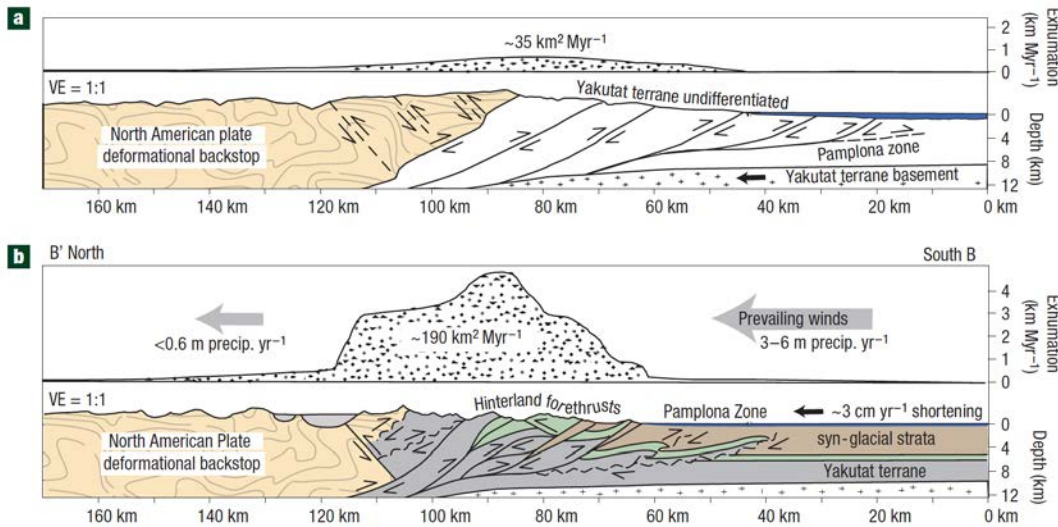 a
~35 km² Myr⁻¹
2
1
0
Exhumation
(km Myr⁻¹)
VE = 1:1
Yakutat terrane undifferentiated
North American plate
deformational backstop
Pamplona zone
Yakutat terrane basement
0
4
8
12
Depth (km)
160 km
140 km
120 km
100 km
80 km
60 km
40 km
20 km
0 km
b
B' North
South B
Prevailing winds
<0.6 m precip. yr⁻¹
3–6 m precip. yr⁻¹
~190 km² Myr⁻¹
4
3
2
1
0
Exhumation
(km Myr⁻¹)
VE = 1:1
Hinterland forethrusts
Pamplona Zone
~3 cm yr⁻¹ shortening
North American Plate
deformational backstop
syn-glacial strata
Yakutat terrane
0
4
8
12
Depth (km)
160 km
140 km
120 km
100 km
80 km
60 km
40 km
20 km
0 km